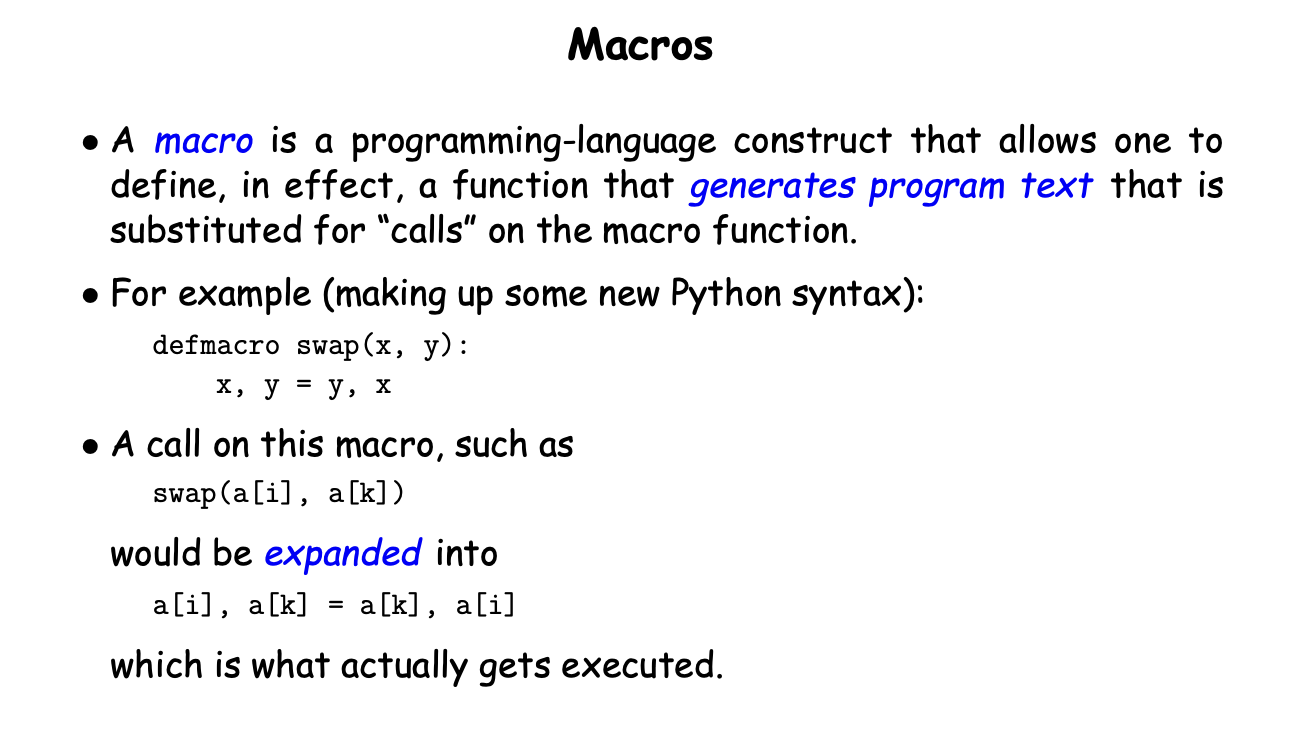 Macros
• A macro is a programming-language construct that allows one to
define, in effect, a function that generates program text that is
substituted for “calls” on the macro function.
• For example (making up some new Python syntax):
defmacro swap(x, y):
    x, y = y, x
• A call on this macro, such as
swap(a[i], a[k])
would be expanded into
a[i], a[k] = a[k], a[i]
which is what actually gets executed.